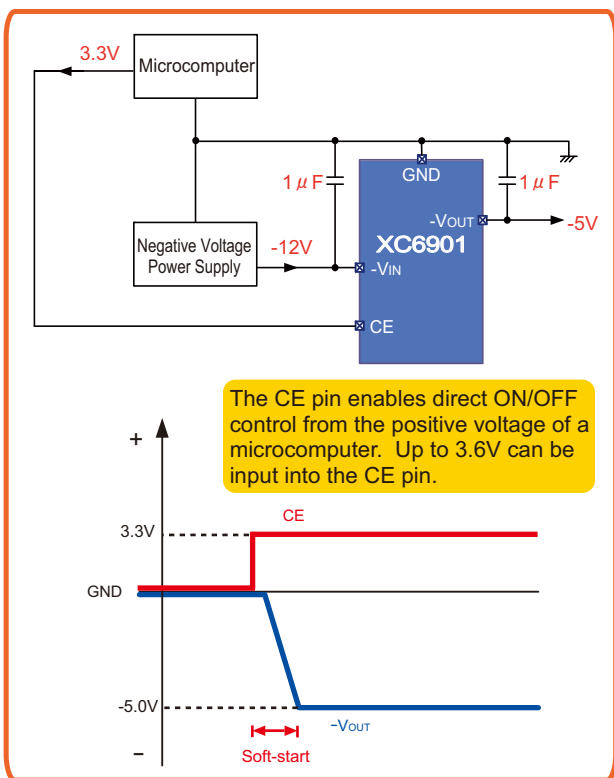 3.3V
Microcomputer
1 μ F
GND
1 μ F
-VOUT
-5V
XC6901
Negative Voltage
Power Supply
-12V
-VIN
CE
The CE pin enables direct ON/OFF
control from the positive voltage of a
microcomputer. Up to 3.6V can be
input into the CE pin.
+
CE
3.3V
GND
-5.0V
-VOUT
-
Soft-start